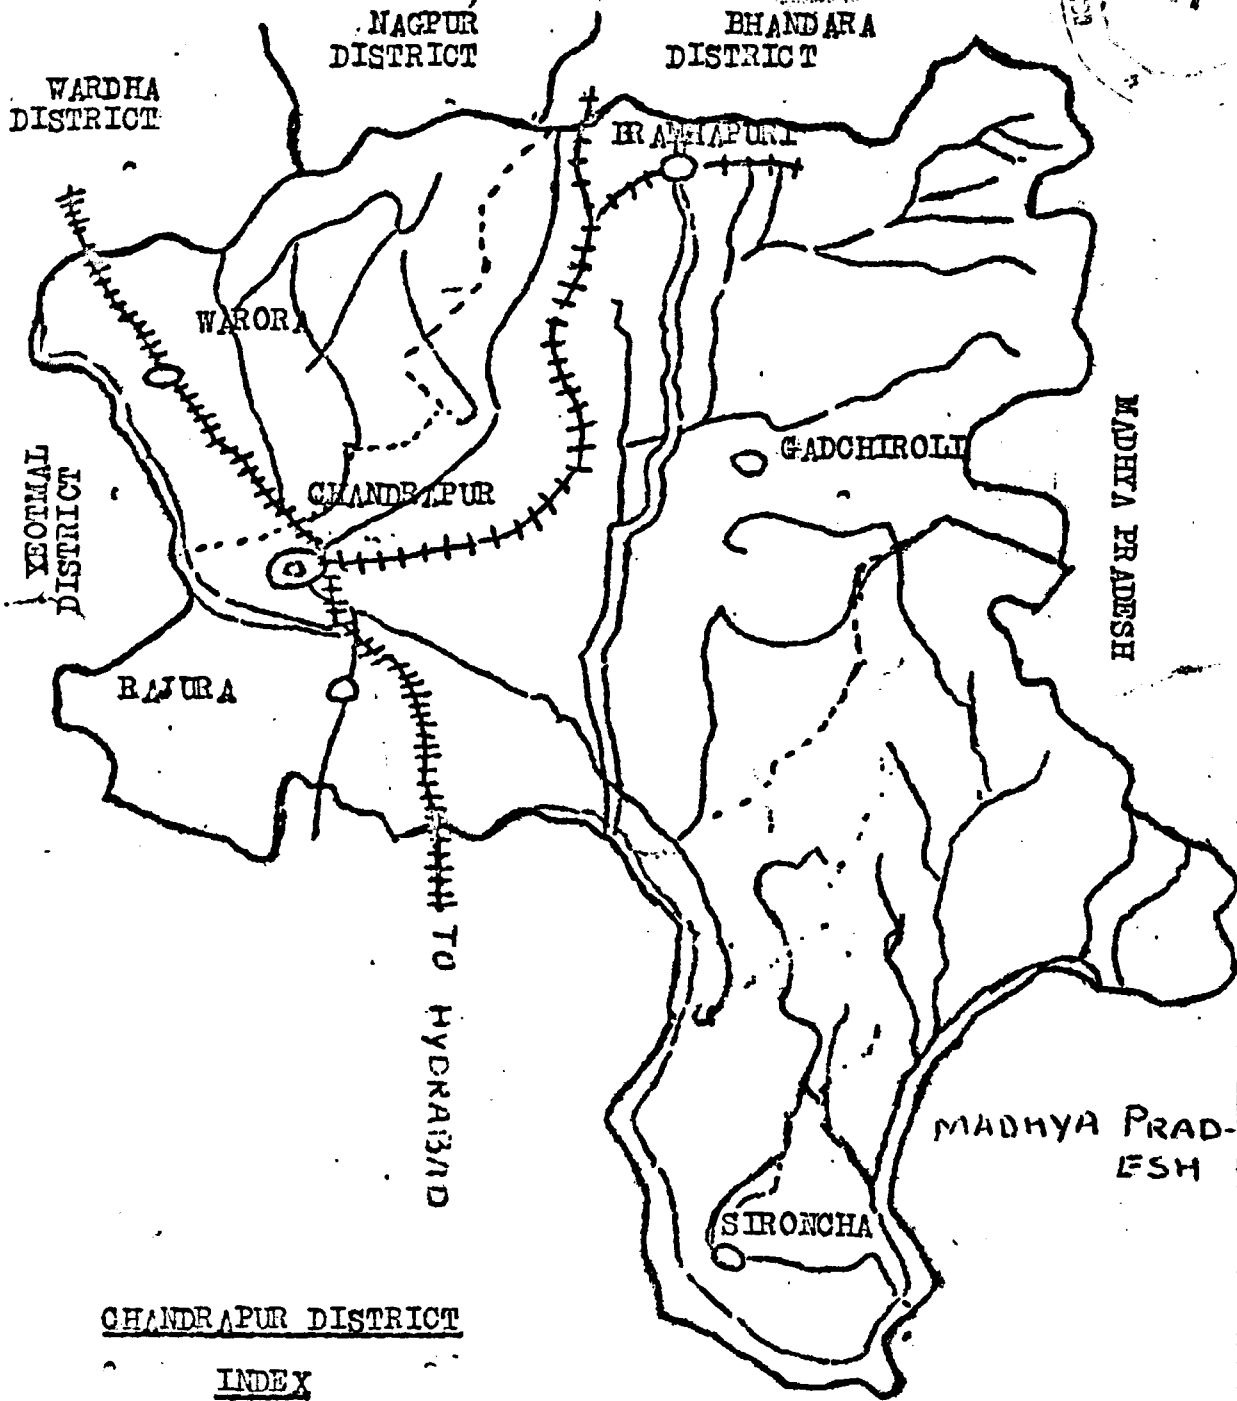 NAGPUR
DISTRICT
BHANDARA
DISTRICT
WARDHA
DISTRICT
BRAMHAPURI
WARORA
GADCHIROLI
MADHYA PRADESH
YEOTMAL
DISTRICT
CHANDRAPUR
RAJURA
TO HYDRABAD
MADHYA PRAD-
ESH
SIRONCHA
CHANDRAPUR DISTRICT
INDEX